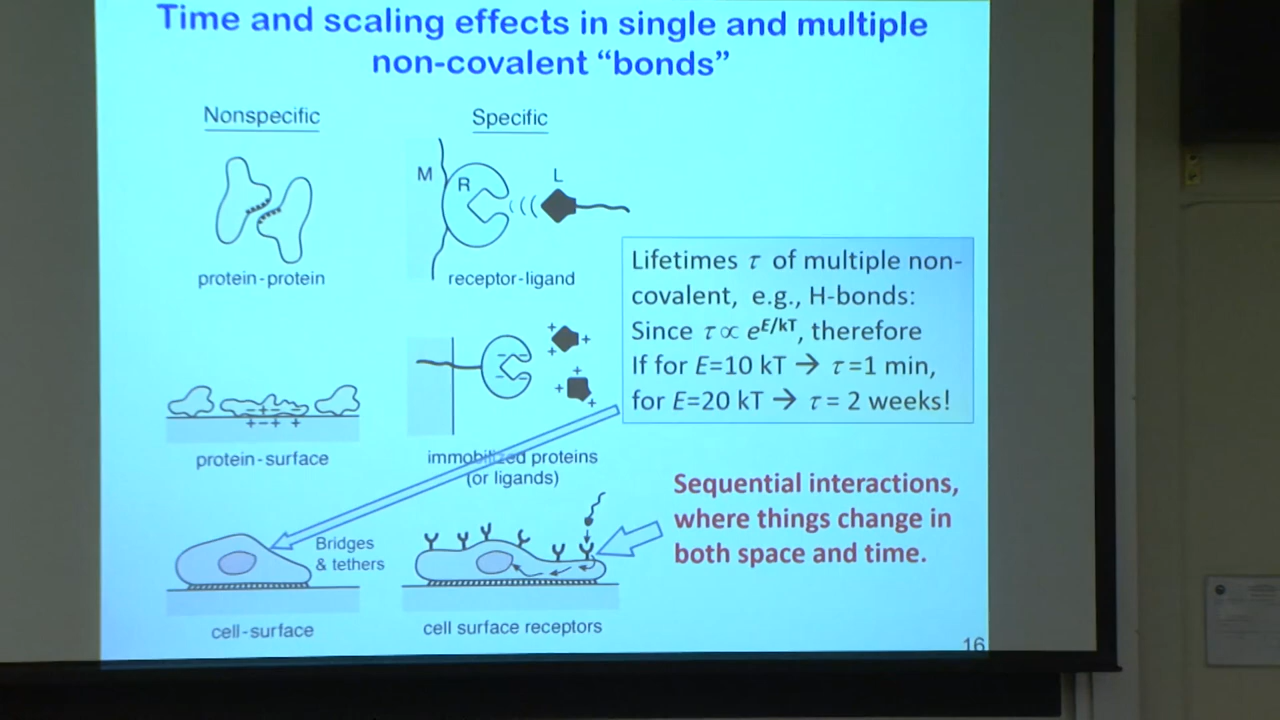 Time and scaling effects in single and multiple
non-covalent “bonds”
Nonspecific
Specific
M
R
L
protein-protein
receptor-ligand
Lifetimes τ of multiple non-
covalent, e.g., H-bonds:
Since τ ∝ e^E/kT, therefore
If for E=10 kT → τ=1 min,
for E=20 kT → τ= 2 weeks!
protein-surface
immobilized proteins
(or ligands)
Sequential interactions,
where things change in
both space and time.
Bridges
& tethers
cell-surface
cell surface receptors
16